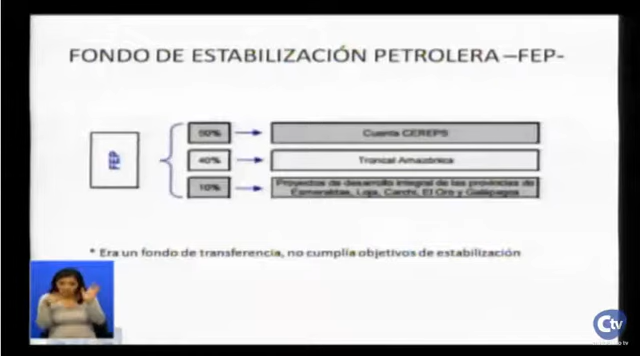 FONDO DE ESTABILIZACIÓN PETROLERA –FEP-
FEP
50%
Cuenta CEREPS
40%
Troncal Amazónica
10%
Proyectos de desarrollo integral de las provincias de
Esmeraldas, Loja, Carchi, El Oro y Galápagos
* Era un fondo de transferencia, no cumplía objetivos de estabilización
Ctv